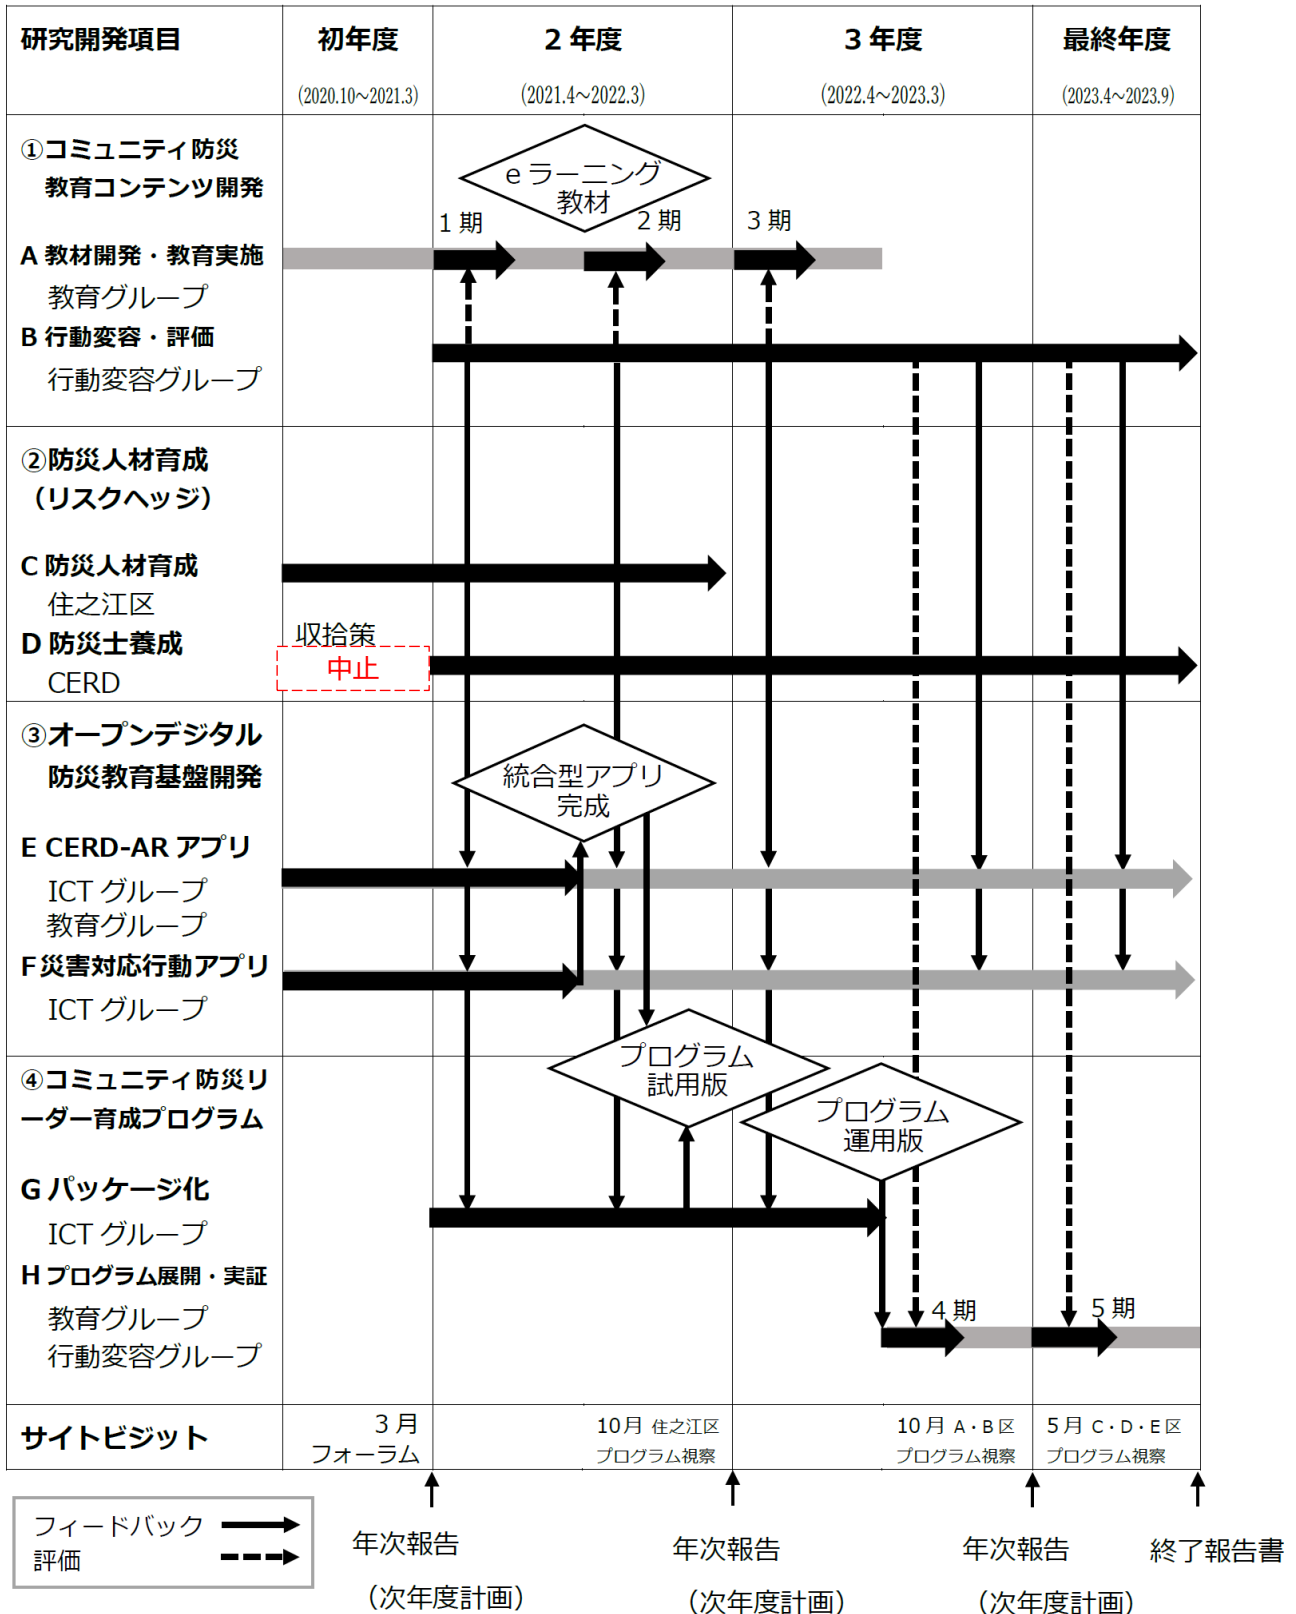 研究開発項目
初年度
2年度
3年度
最終年度
(2020.10~2021.3)
(2021.4~2022.3)
(2022.4~2023.3)
(2023.4~2023.9)
①コミュニティ防災
教育コンテンツ開発
eラーニング
教材
1期
2期
3期
A 教材開発・教育実施
教育グループ
B 行動変容・評価
行動変容グループ
②防災人材育成
(リスクヘッジ)
C 防災人材育成
住之江区
D 防災士養成
CERD
収拾策
中止
③オープンデジタル
防災教育基盤開発
統合型アプリ
完成
E CERD-AR アプリ
ICT グループ
教育グループ
F 災害対応行動アプリ
ICT グループ
プログラム
試用版
④コミュニティ防災リ
ーダー育成プログラム
プログラム
運用版
G パッケージ化
ICT グループ
H プログラム展開・実証
教育グループ
行動変容グループ
4期
5期
サイトビジット
3月
フォーラム
10月 住之江区
プログラム視察
10月 A・B区
プログラム視察
5月 C・D・E区
プログラム視察
フィードバック
評価
年次報告
(次年度計画)
年次報告
(次年度計画)
年次報告
(次年度計画)
終了報告書